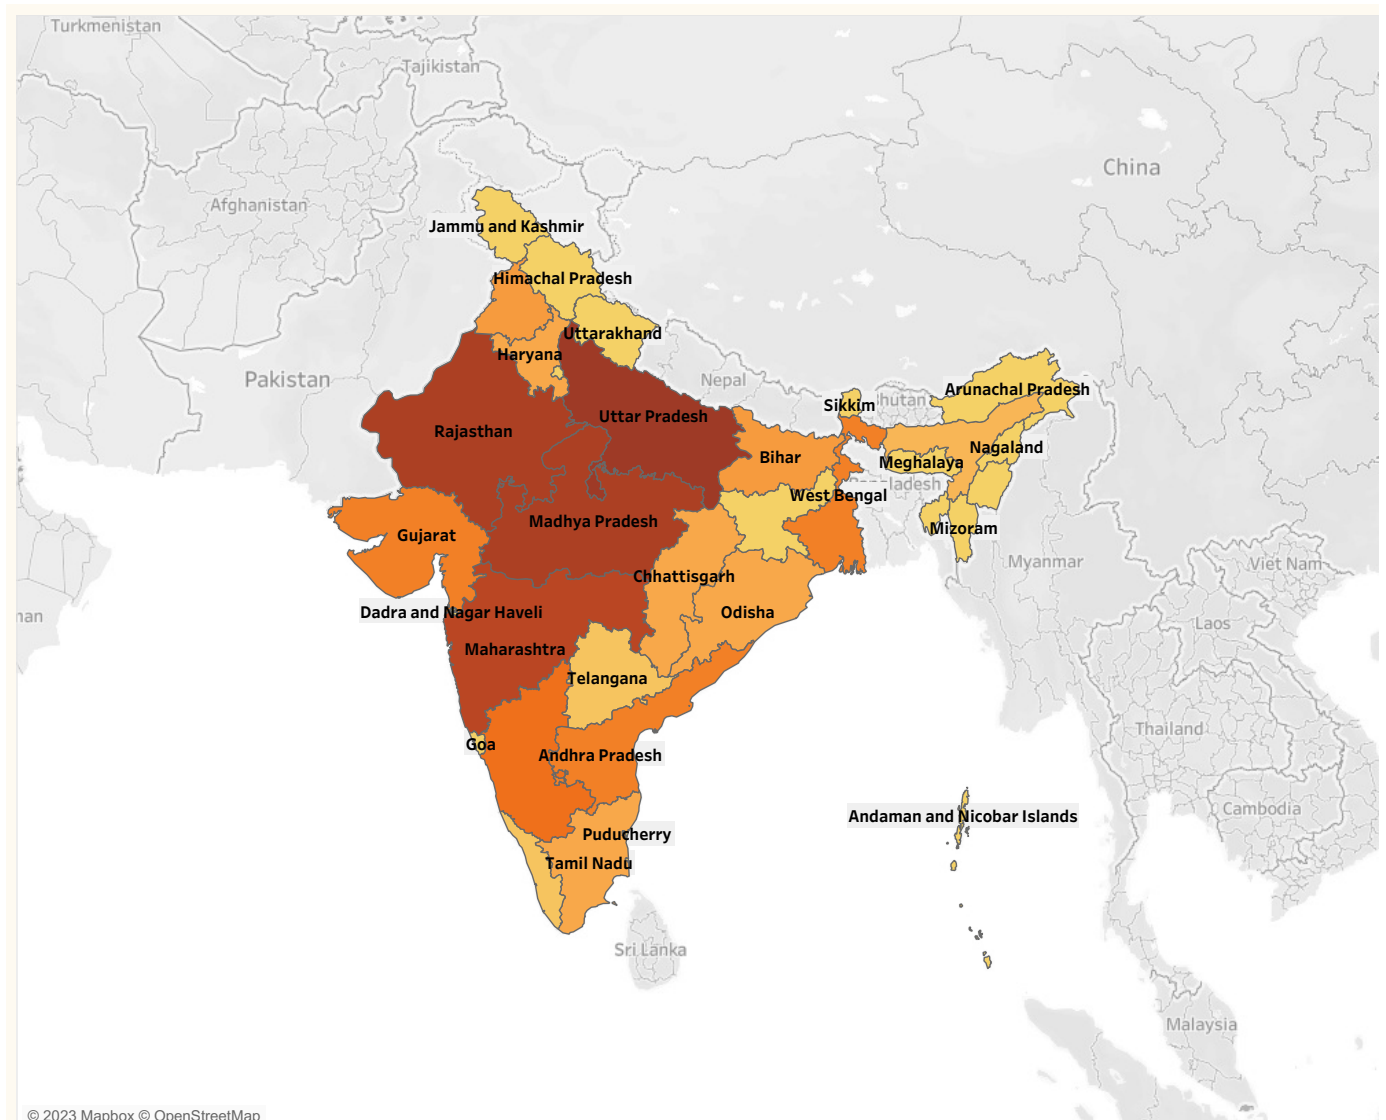 Turkmenistan
Tajikistan
China
Afghanistan
Jammu and Kashmir
Himachal Pradesh
Uttarakhand
Haryana
Pakistan
Nepal
Arunachal Pradesh
Sikkim
Bhutan
Uttar Pradesh
Rajasthan
Nagaland
Bihar
Meghalaya
Bangladesh
West Bengal
Madhya Pradesh
Mizoram
Gujarat
Myanmar
Viet Nam
Chhattisgarh
Dadra and Nagar Haveli
Odisha
man
Laos
Maharashtra
Telangana
Thailand
Goa
Andhra Pradesh
Cambodia
Andaman and Nicobar Islands
Puducherry
Tamil Nadu
Sri Lanka
Malaysia
© 2023 Mapbox © OpenStreetMap